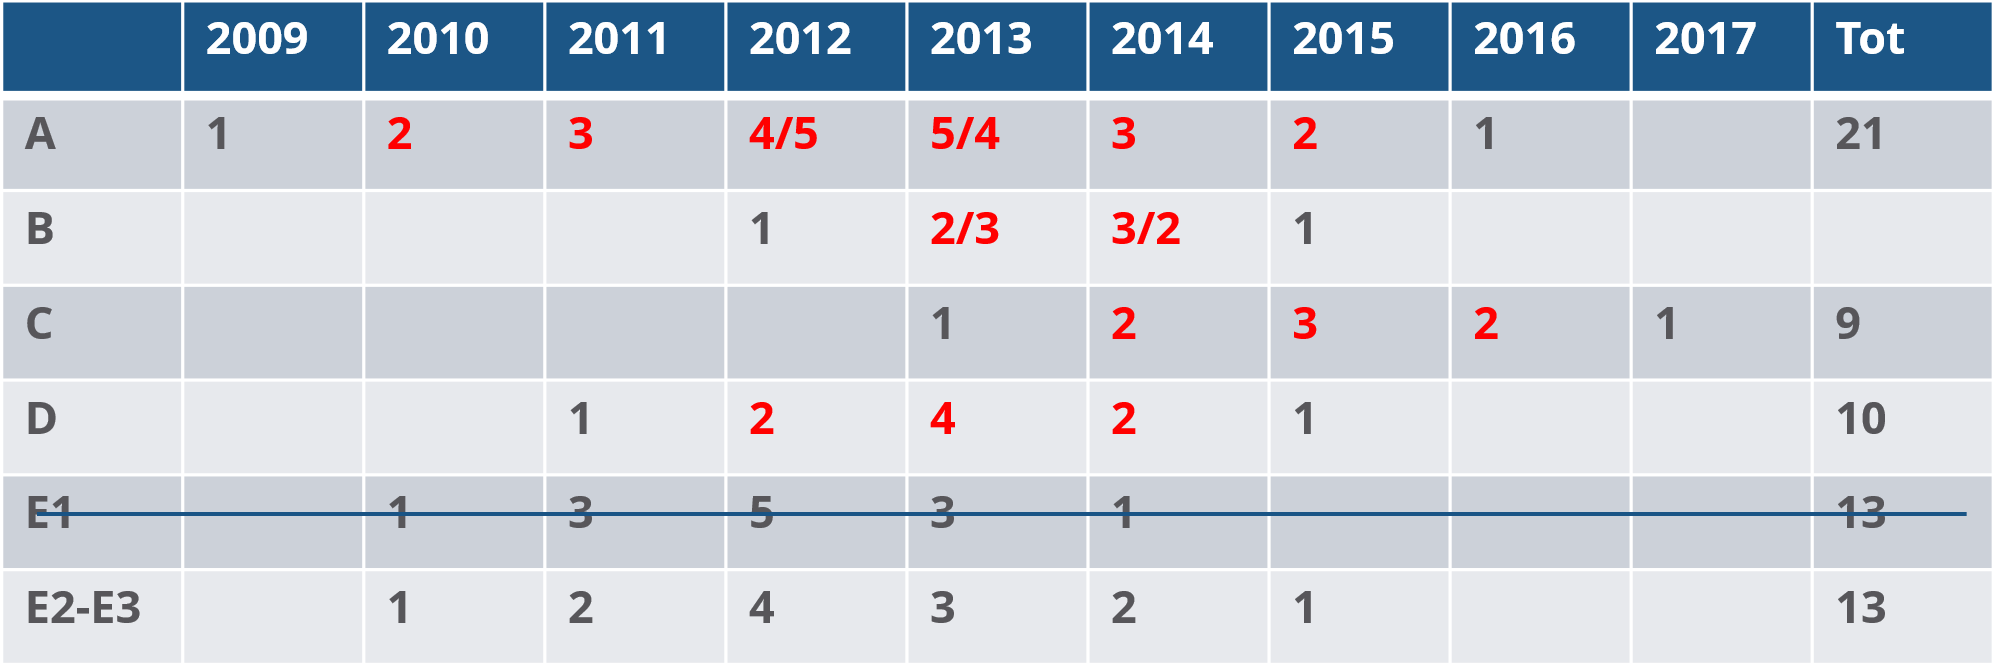 2009 2010 2011 2012 2013 2014 2015 2016 2017 Tot
A 1 2 3 4/5 5/4 3 2 1 21
B 1 2/3 3/2 1
C 1 2 3 2 1 9
D 1 2 4 2 1 10
E1 1 3 5 3 1 13
E2-E3 1 2 4 3 2 1 13